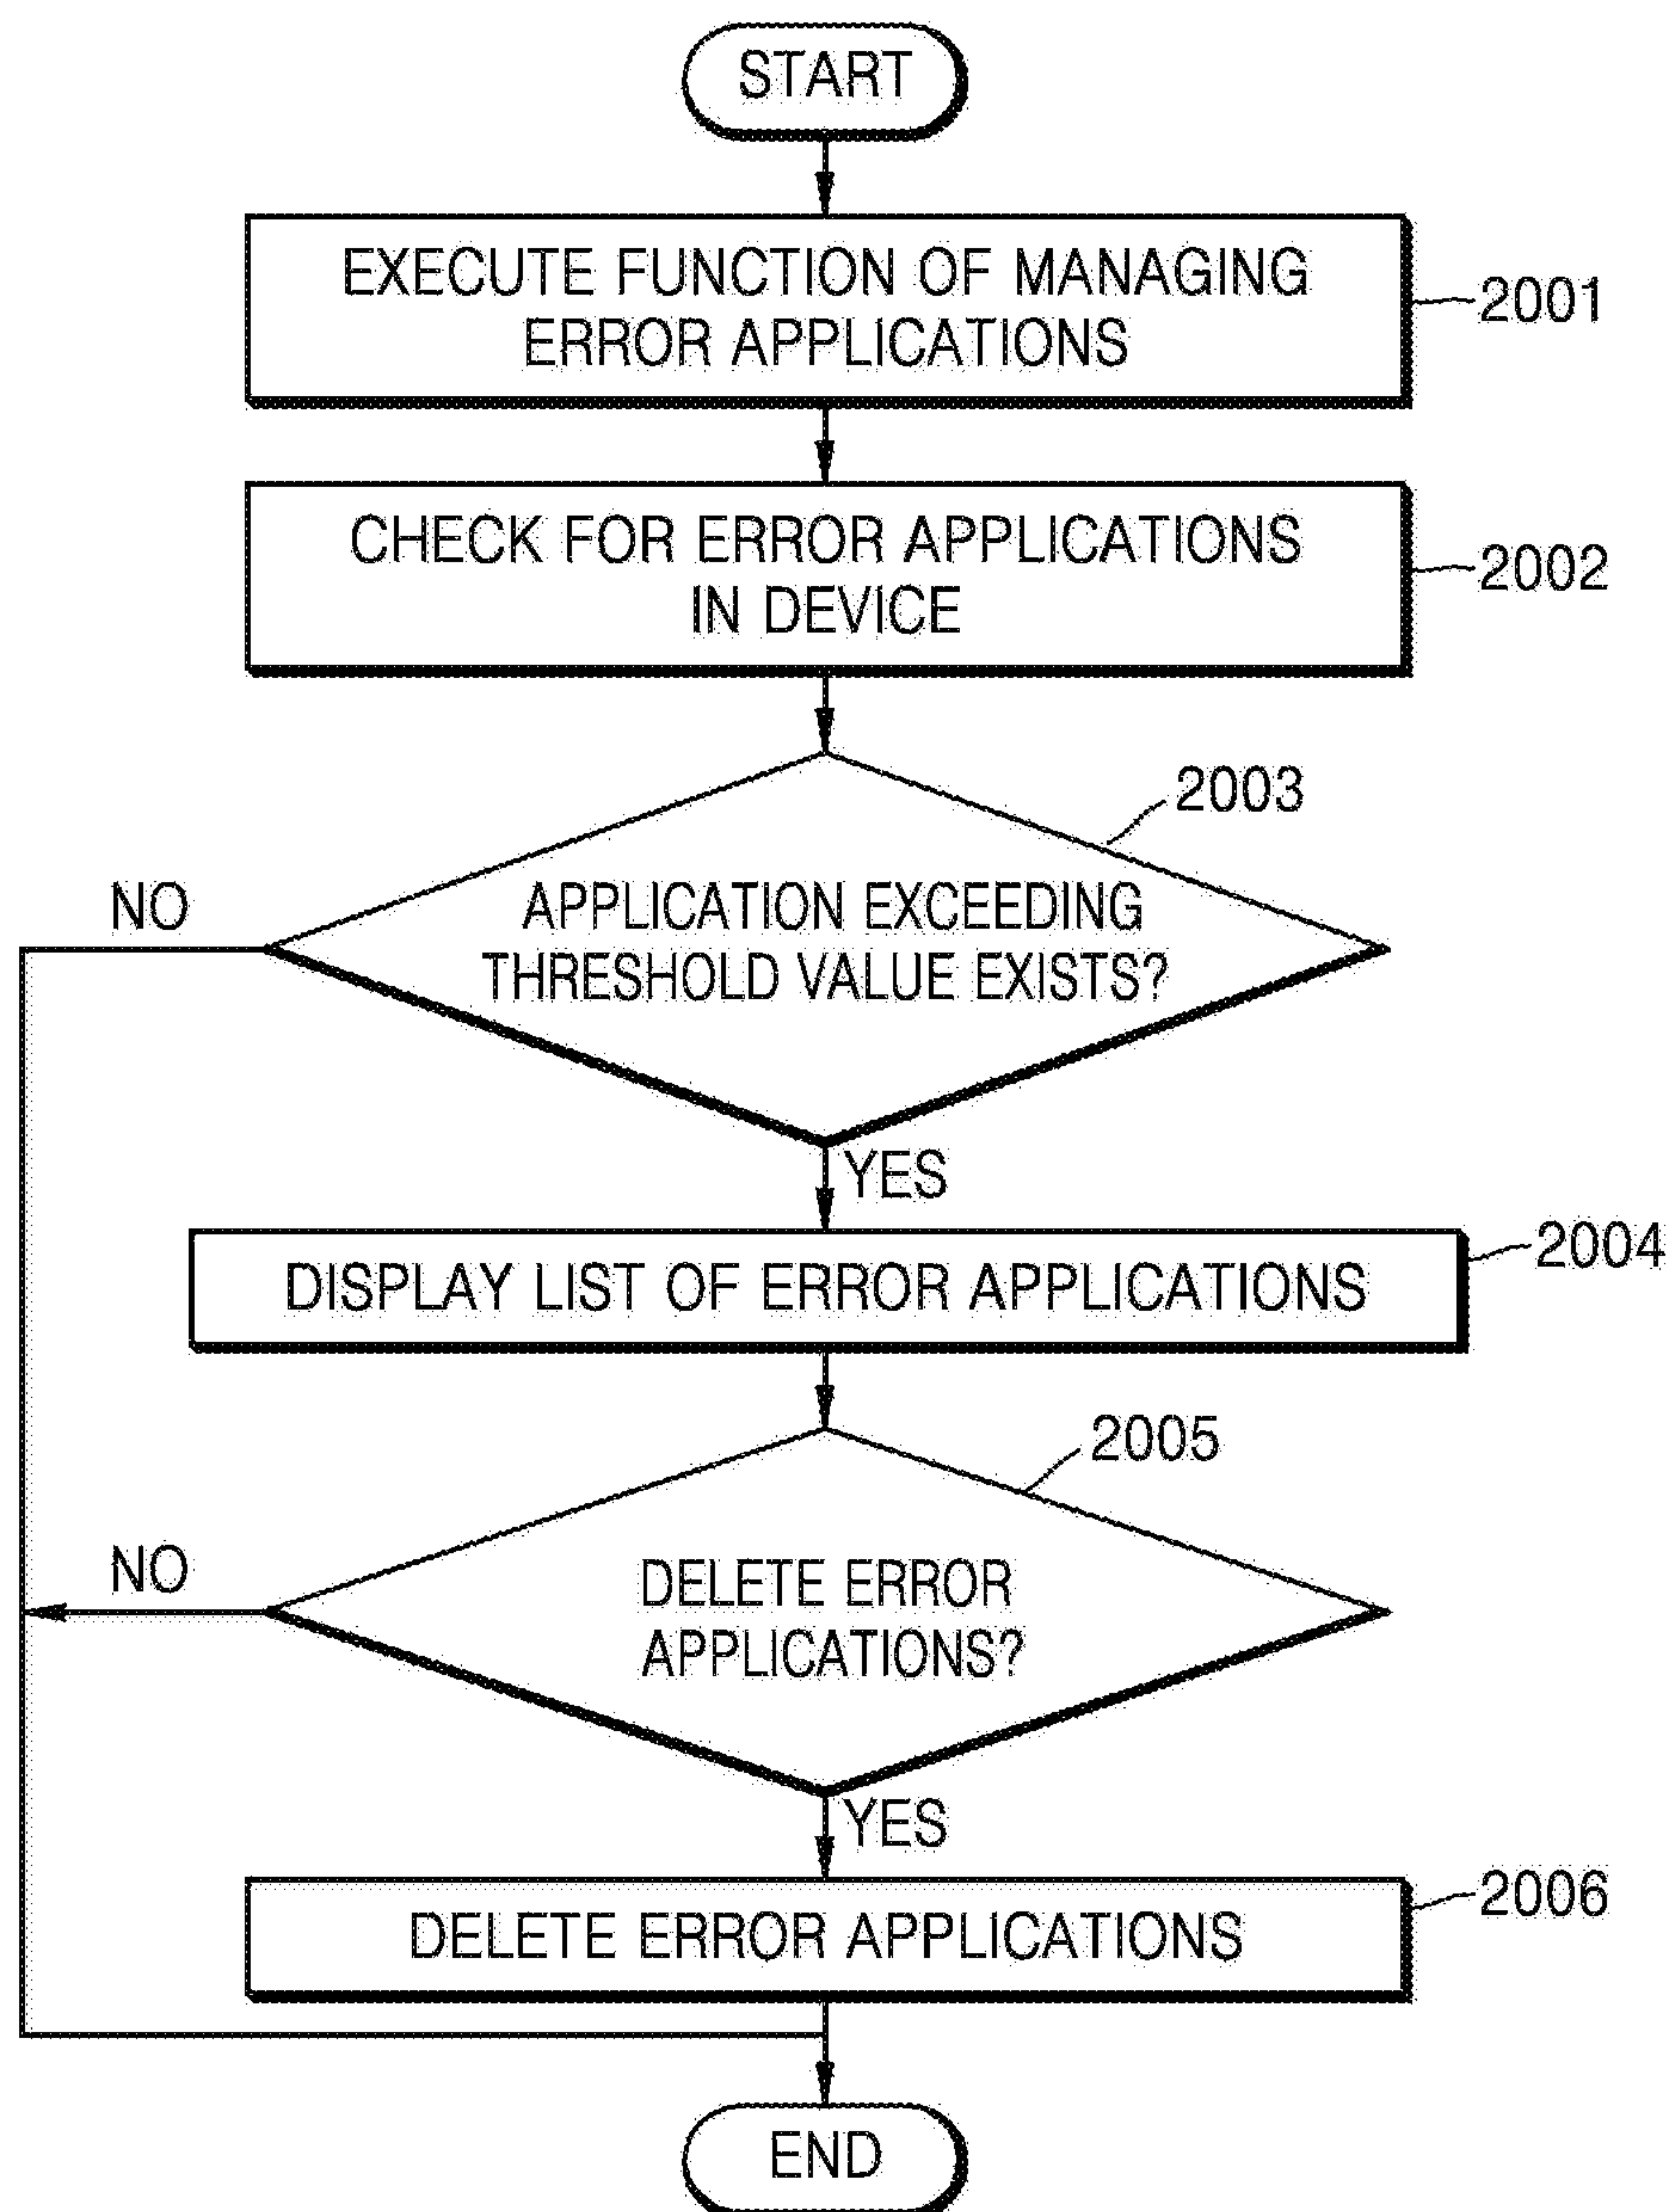 START
EXECUTE FUNCTION OF MANAGING
ERROR APPLICATIONS
2001
CHECK FOR ERROR APPLICATIONS
IN DEVICE
2002
2003
NO
APPLICATION EXCEEDING
THRESHOLD VALUE EXISTS?
YES
2004
DISPLAY LIST OF ERROR APPLICATIONS
2005
NO
DELETE ERROR
APPLICATIONS?
YES
2006
DELETE ERROR APPLICATIONS
END